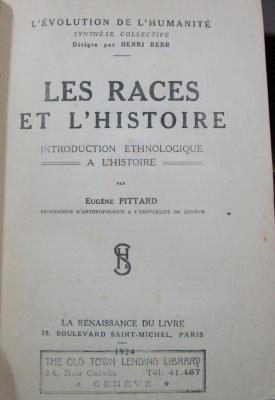 L'ÉVOLUTION DE L'HUMANITÉ
SYNTHÈSE COLLECTIVE
Dirigée par HENRI BERR
LES RACES
ET L'HISTOIRE
INTRODUCTION ETHNOLOGIQUE
A L'HISTOIRE
PAR
EUGÈNE PITTARD
PROFESSEUR D'ANTHROPOLOGIE A L'UNIVERSITÉ DE GENÈVE
LA RENAISSANCE DU LIVRE
78, BOULEVARD SAINT-MICHEL, PARIS
1924
THE OLD TOWN LENDING LIBRARY
14, Rue Calvin Tél. 41.467
GENÈVE